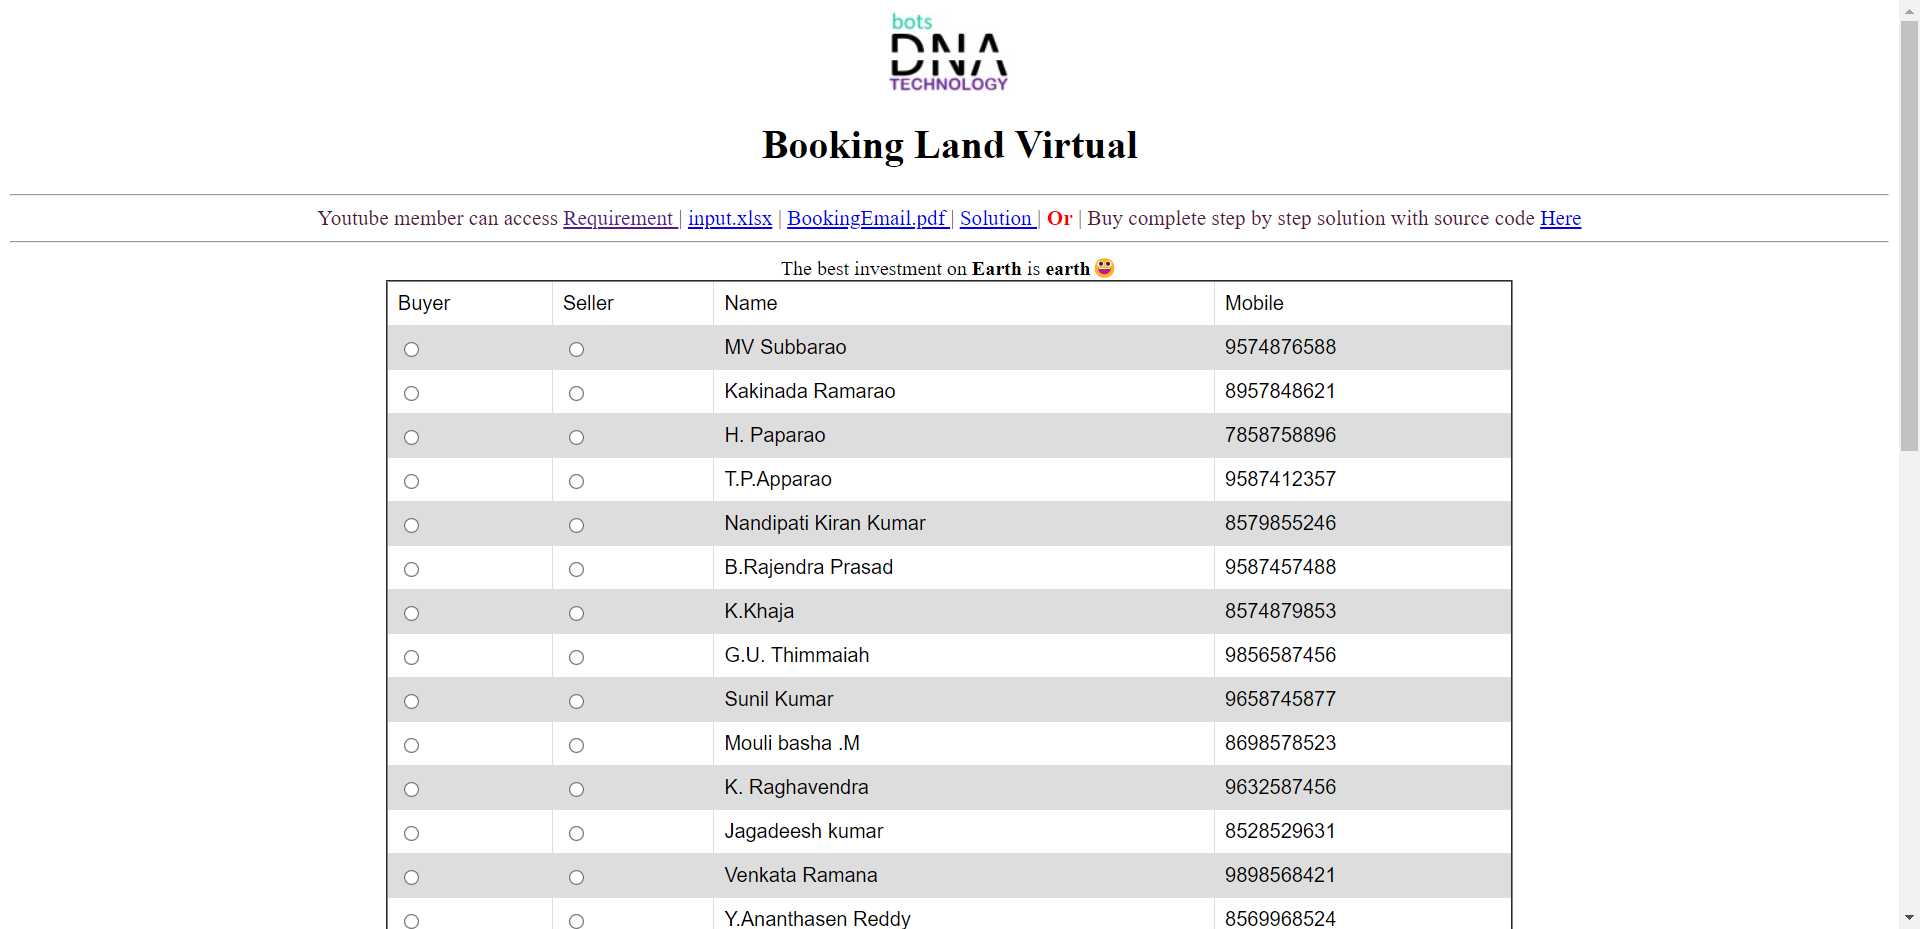 bots
DNA
TECHNOLOGY
Booking Land Virtual
Youtube member can access Requirement | input.xlsx | BookingEmail.pdf | Solution | Or | Buy complete step by step solution with source code Here
The best investment on Earth is earth
Buyer Seller Name Mobile
MV Subbarao 9574876588
Kakinada Ramarao 8957848621
H. Paparao 7858758896
T.P.Apparao 9587412357
Nandipati Kiran Kumar 8579855246
B.Rajendra Prasad 9587457488
K.Khaja 8574879853
G.U. Thimmaiah 9856587456
Sunil Kumar 9658745877
Mouli basha .M 8698578523
K. Raghavendra 9632587456
Jagadeesh kumar 8528529631
Venkata Ramana 9898568421
Y.Ananthasen Reddy 8569968524